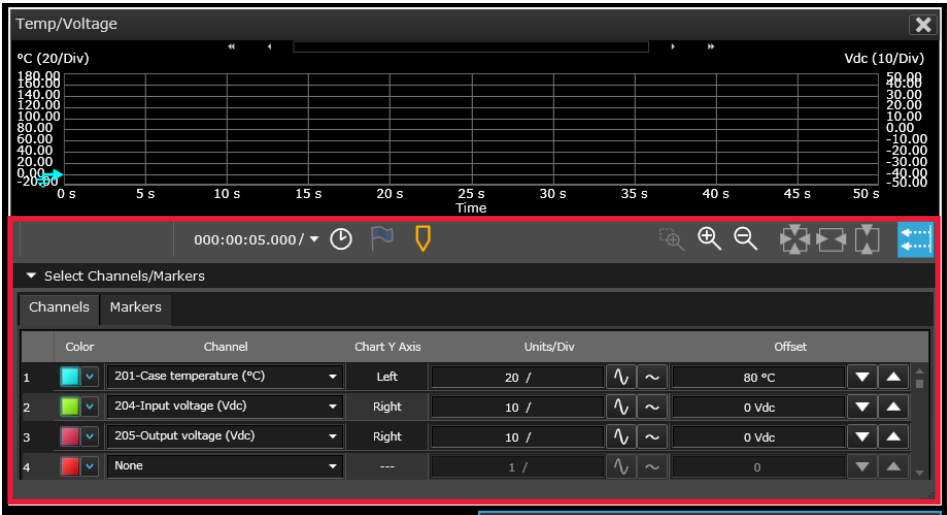 Temp/Voltage
°C (20/Div) Vdc (10/Div)
180.00 50.00
160.00 40.00
140.00 30.00
120.00 20.00
100.00 10.00
80.00 0.00
60.00 -10.00
40.00 -20.00
20.00 -30.00
0.00 -40.00
-20.00 -50.00
0 s 5 s 10 s 15 s 20 s 25 s 30 s 35 s 40 s 45 s 50 s
Time
000:00:05.000 /
Select Channels/Markers
Channels Markers
Color Channel Chart Y Axis Units/Div Offset
1 201-Case temperature (°C) Left 20 / 80 °C
2 204-Input voltage (Vdc) Right 10 / 0 Vdc
3 205-Output voltage (Vdc) Right 10 / 0 Vdc
4 None --- 1 / 0